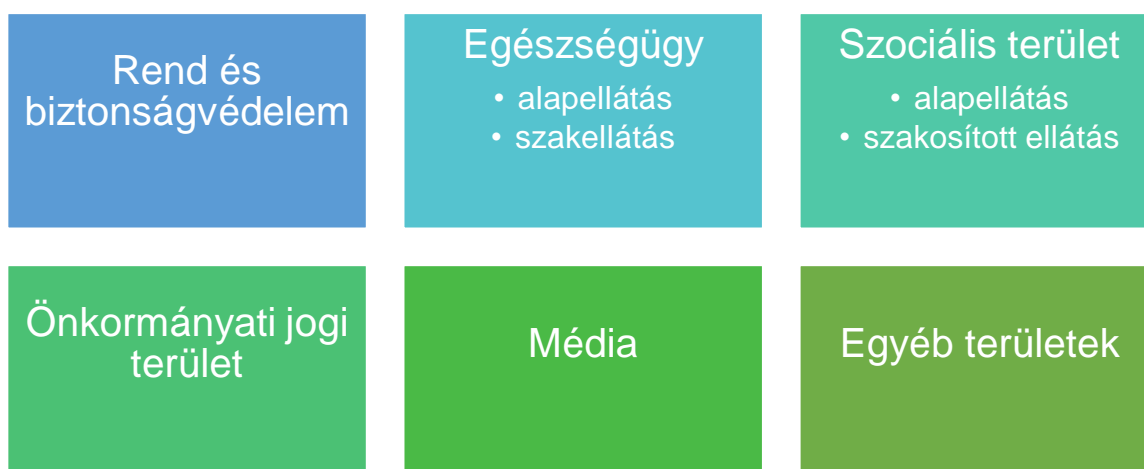 Rend és
biztonságvédelem
Egészségügy
• alapellátás
• szakellátás
Szociális terület
• alapellátás
• szakosított ellátás
Önkormányati jogi
terület
Média
Egyéb területek